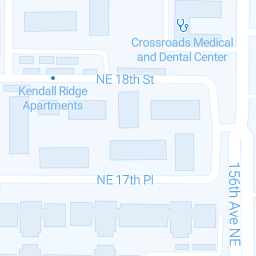 Crossroads Medical
and Dental Center
NE 18th St
Kendall Ridge
Apartments
NE 17th Pl
156th Ave NE